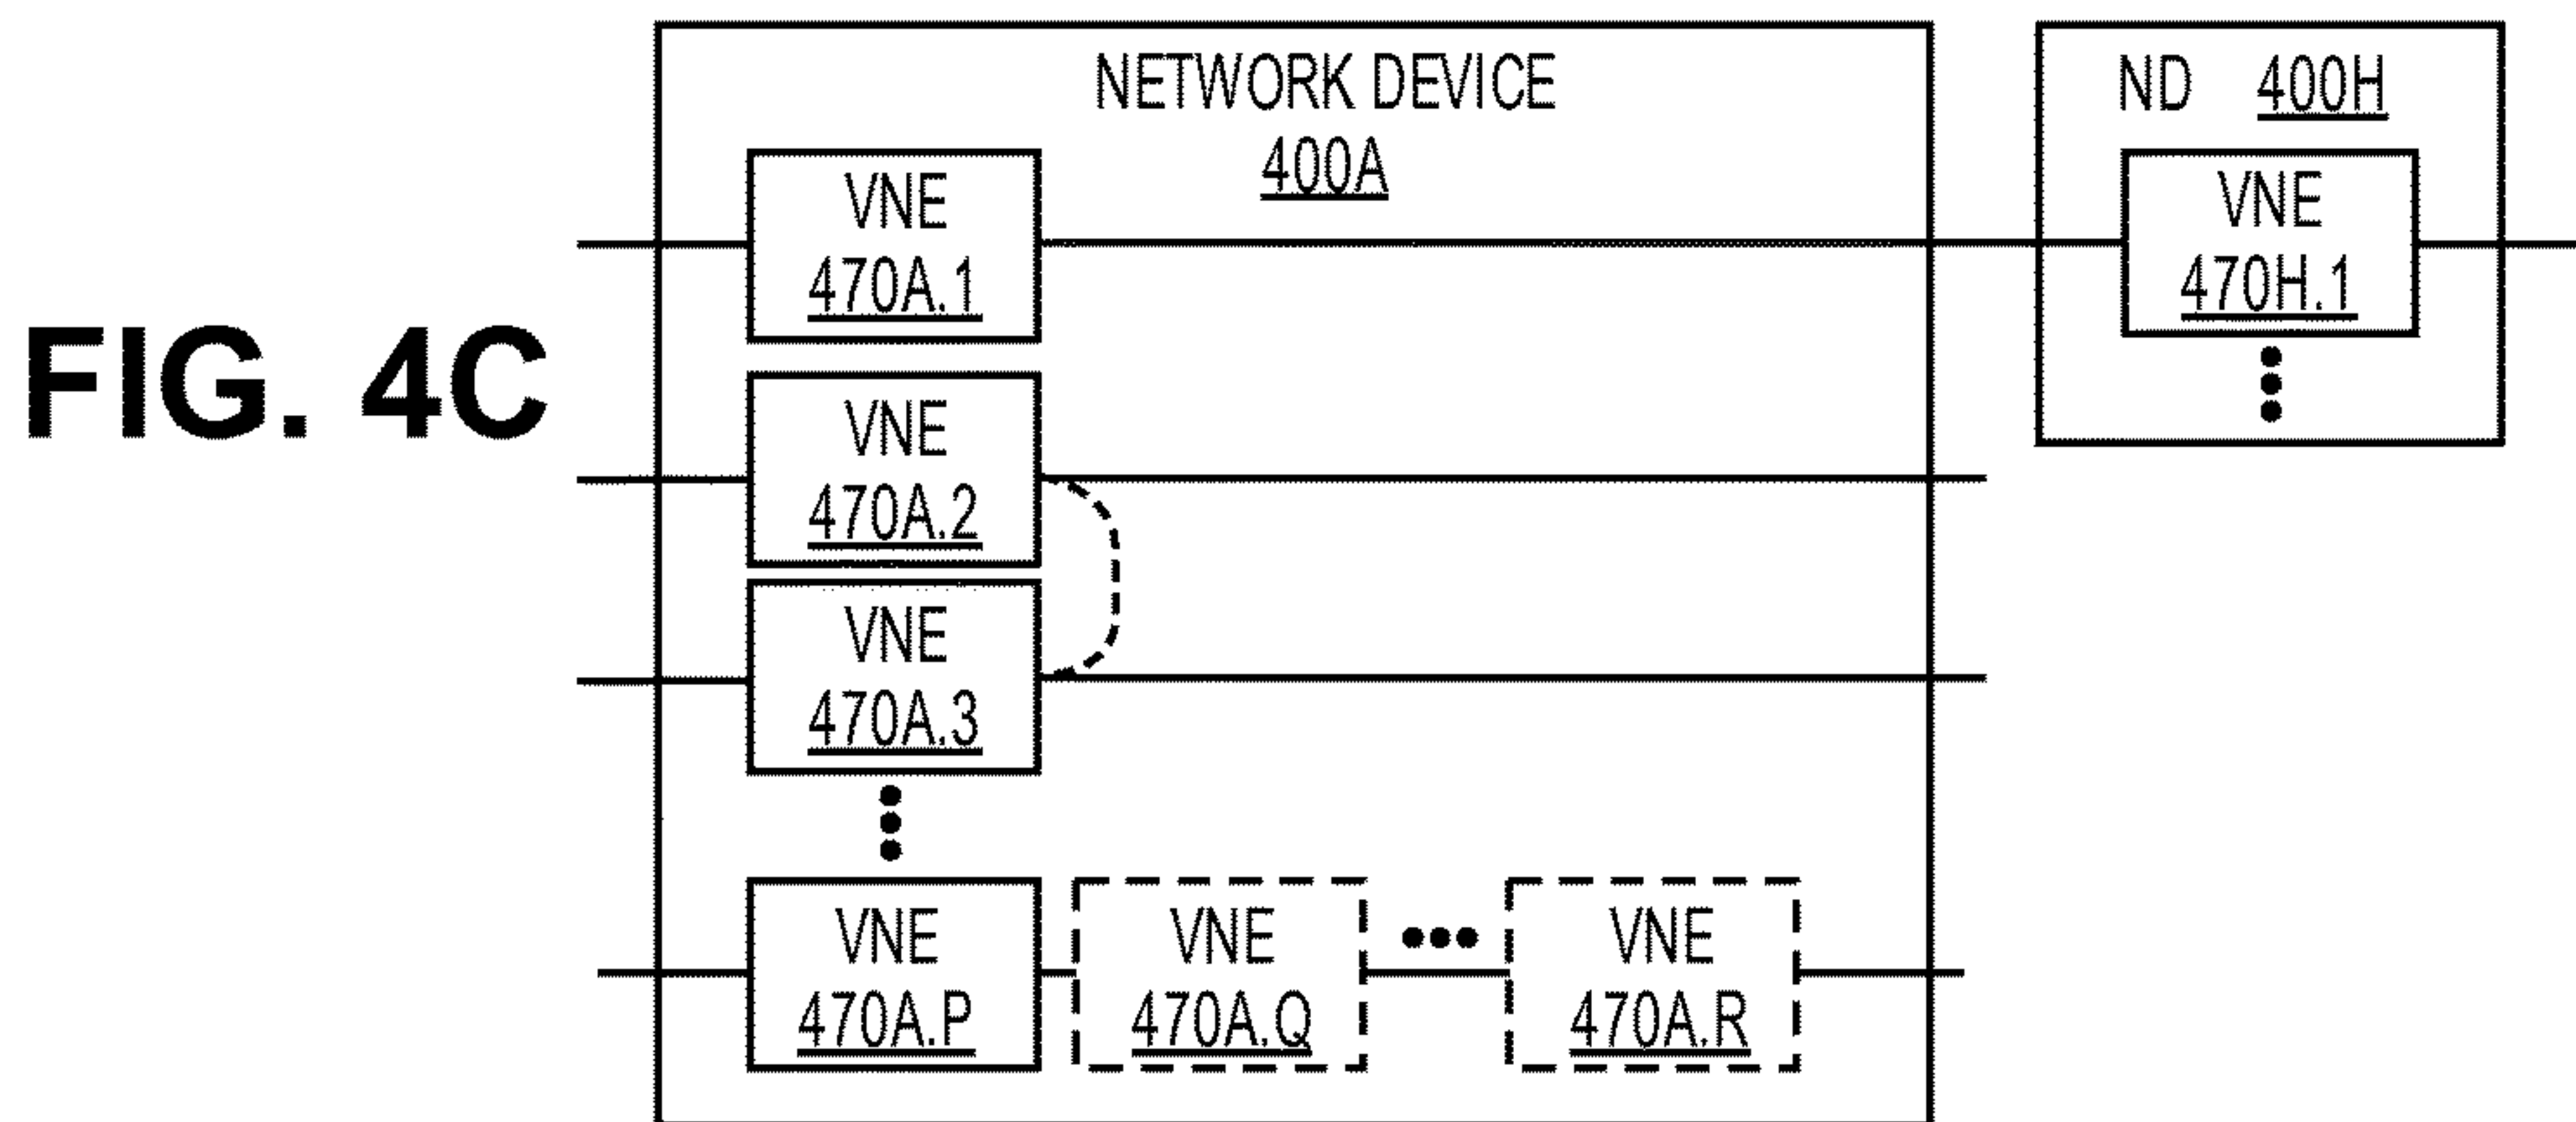 FIG. 4C
NETWORK DEVICE
400A
VNE
470A.1
VNE
470A.2
VNE
470A.3
VNE
470A.P
VNE
470A.Q
VNE
470A.R
ND 400H
VNE
470H.1